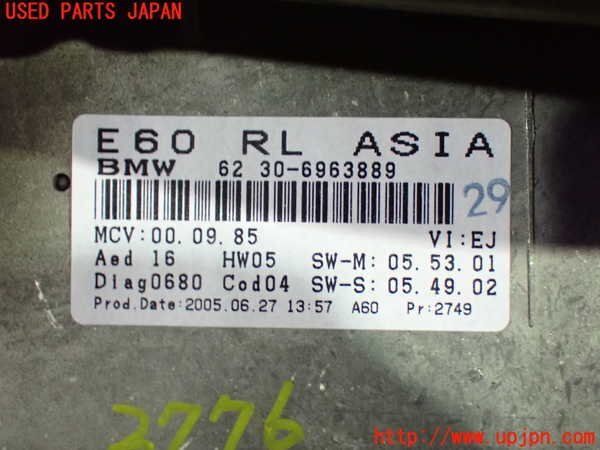 USED PARTS JAPAN
E60 RL ASIA
BMW 62 30-6963889
29
MCV:00.09.85 VI:EJ
Aed 16 HW05 SW-M:05.53.01
Diag0680 Cod04 SW-S:05.49.02
Prod.Date:2005.06.27 13:57 A60 Pr:2749
2776
http://www.upjpn.com/